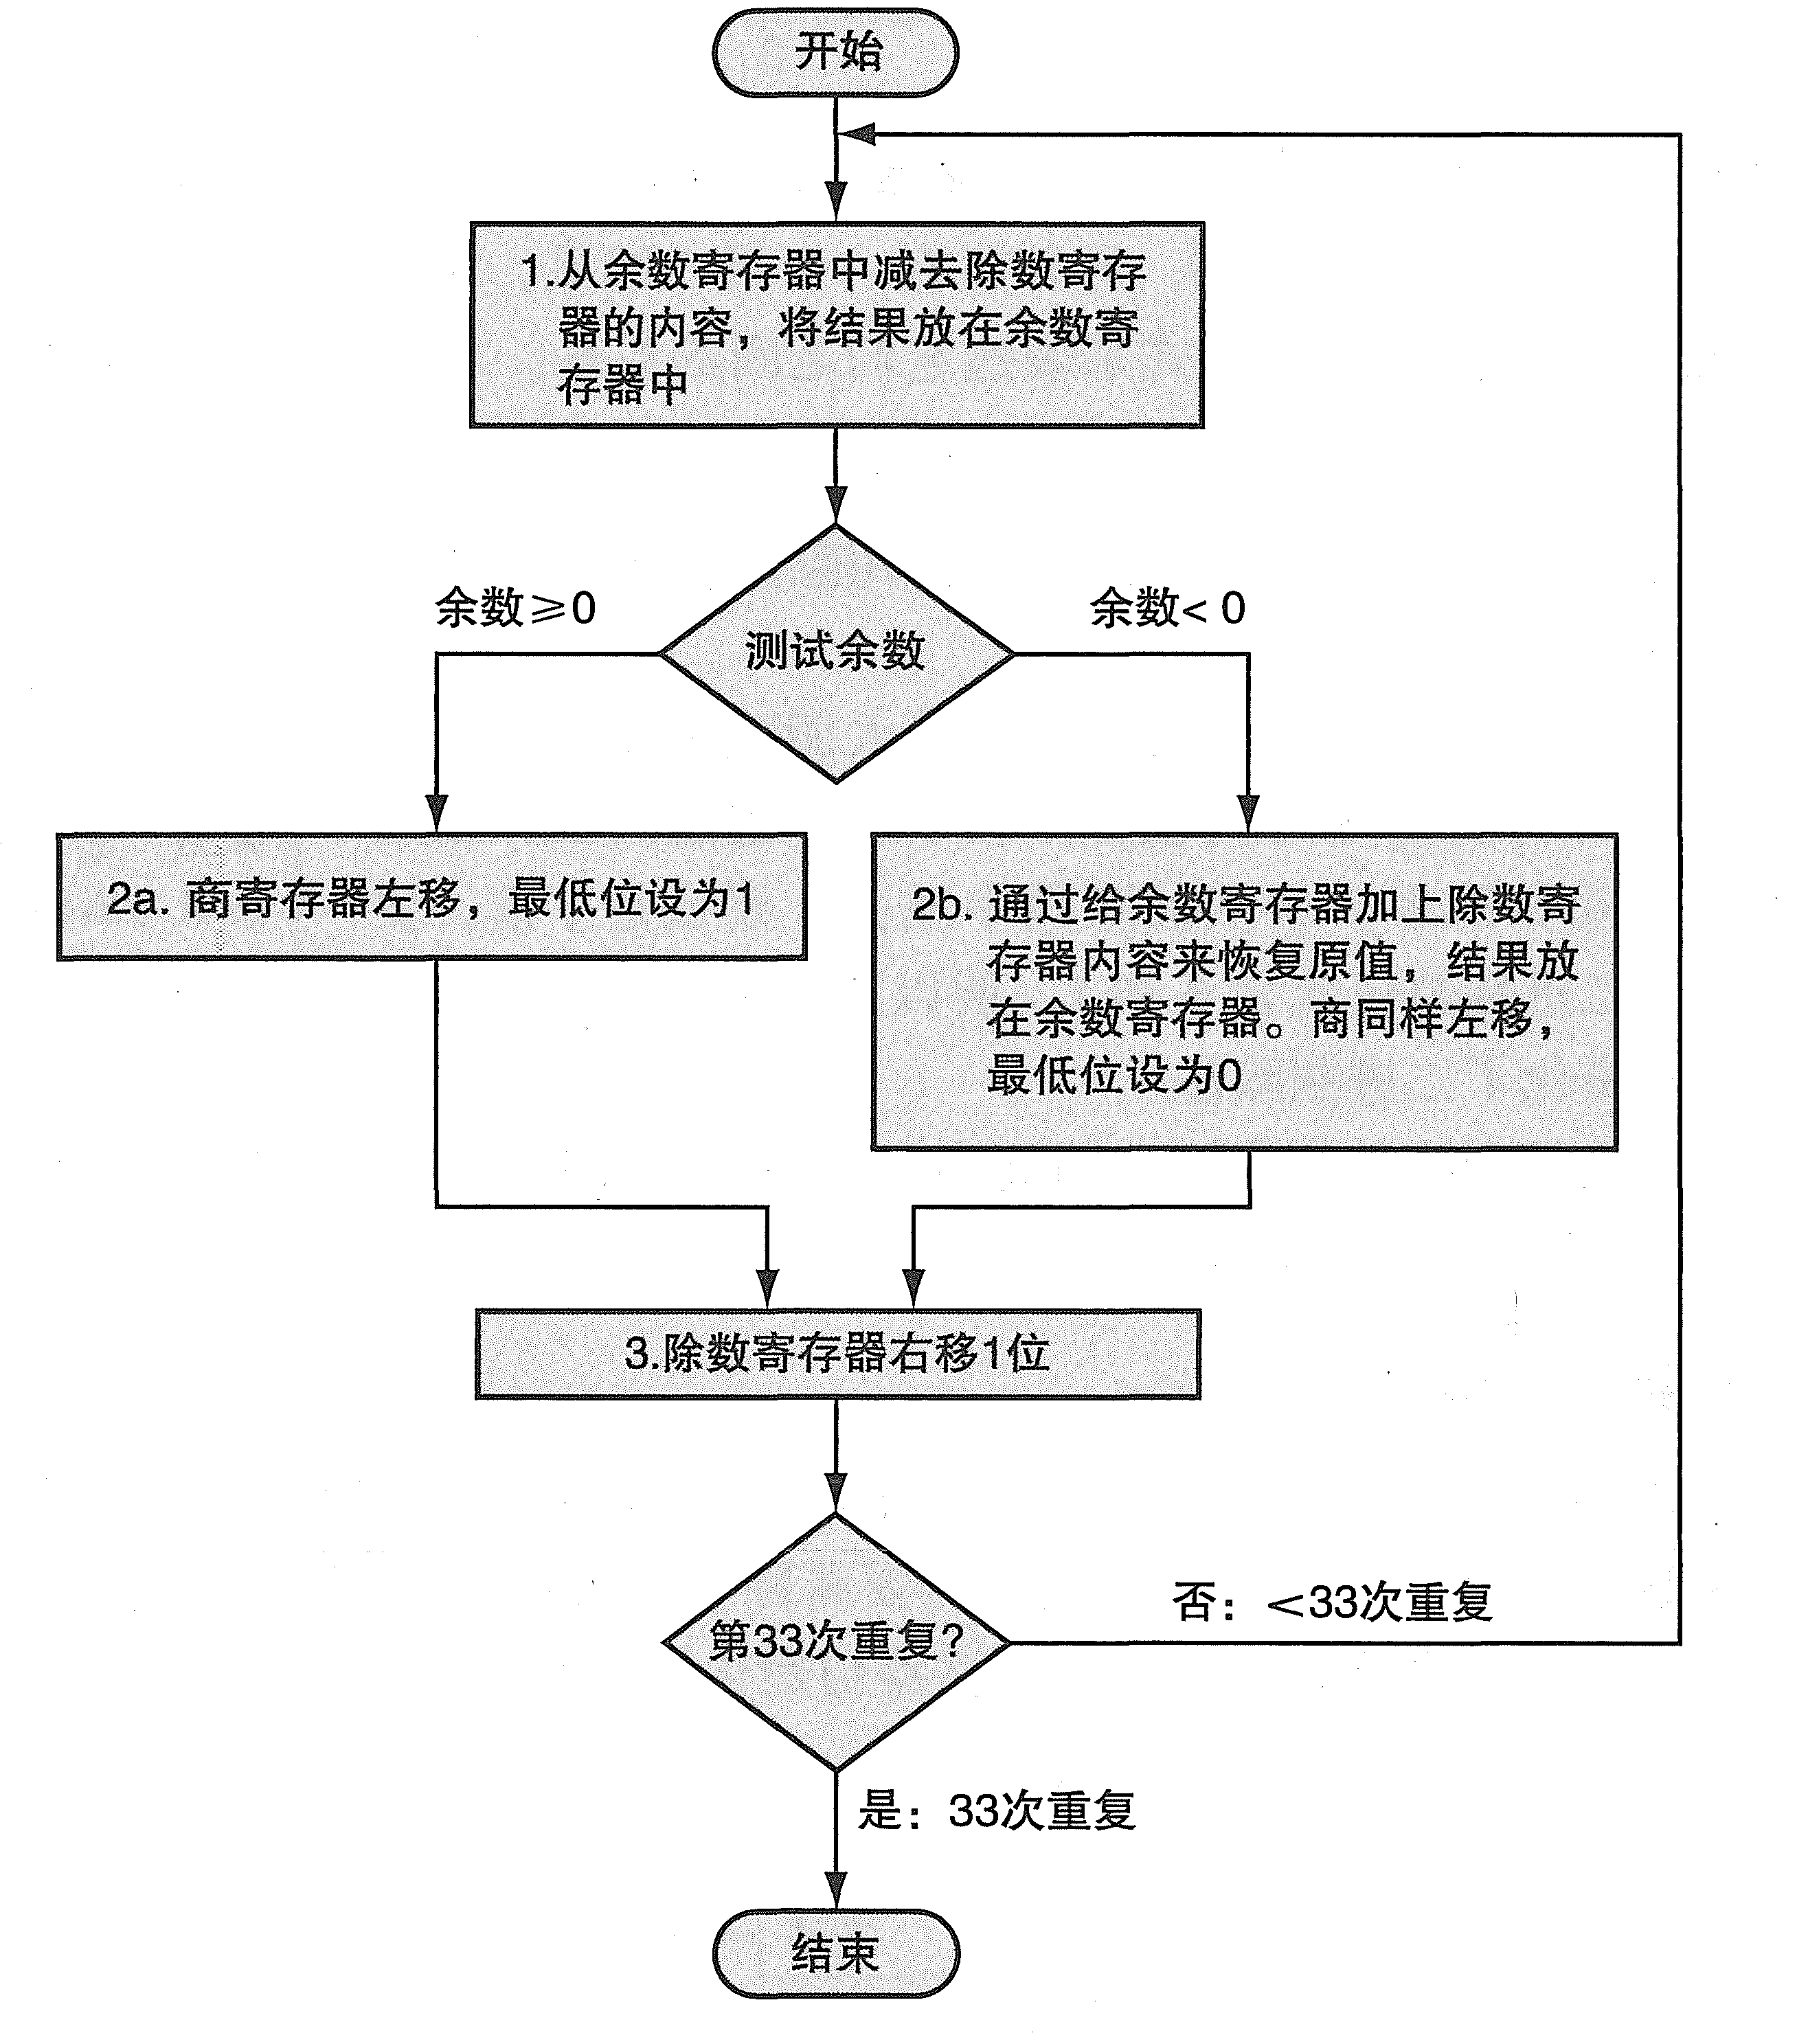 开始
1.从余数寄存器中减去除数寄存
器的内容，将结果放在余数寄
存器中
余数≥0
余数< 0
测试余数
2a. 商寄存器左移，最低位设为1
2b. 通过给余数寄存器加上除数寄
存器内容来恢复原值，结果放
在余数寄存器。商同样左移，
最低位设为0
3.除数寄存器右移1位
否：<33次重复
第33次重复?
是：33次重复
结束